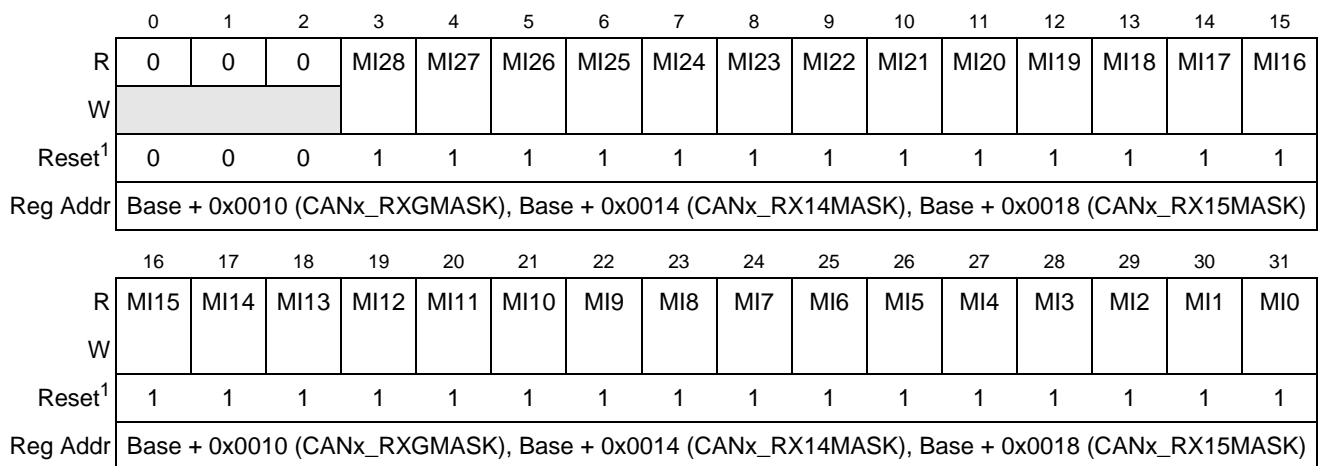 0 1 2 3 4 5 6 7 8 9 10 11 12 13 14 15
R 0 0 0 MI28 MI27 MI26 MI25 MI24 MI23 MI22 MI21 MI20 MI19 MI18 MI17 MI16
W
Reset1 0 0 0 1 1 1 1 1 1 1 1 1 1 1 1 1
Reg Addr Base + 0x0010 (CANx_RXGMASK), Base + 0x0014 (CANx_RX14MASK), Base + 0x0018 (CANx_RX15MASK)
16 17 18 19 20 21 22 23 24 25 26 27 28 29 30 31
R MI15 MI14 MI13 MI12 MI11 MI10 MI9 MI8 MI7 MI6 MI5 MI4 MI3 MI2 MI1 MI0
W
Reset1 1 1 1 1 1 1 1 1 1 1 1 1 1 1 1 1
Reg Addr Base + 0x0010 (CANx_RXGMASK), Base + 0x0014 (CANx_RX14MASK), Base + 0x0018 (CANx_RX15MASK)